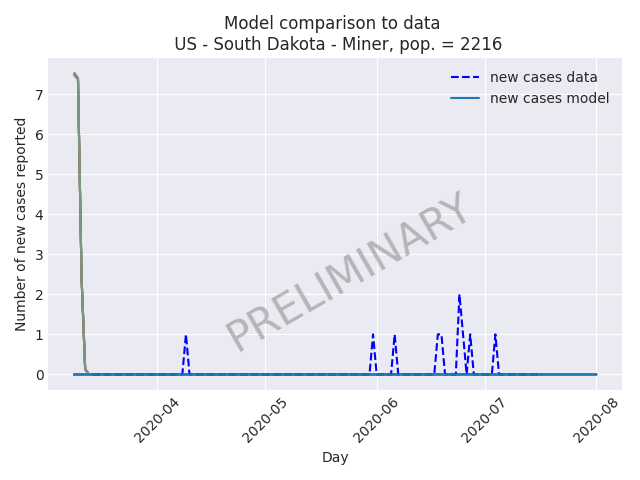 Model comparison to data
US - South Dakota - Miner, pop. = 2216
new cases data
new cases model
Number of new cases reported
7
6
5
4
3
2
1
0
PRELIMINARY
2020-04
2020-05
2020-06
2020-07
2020-08
Day